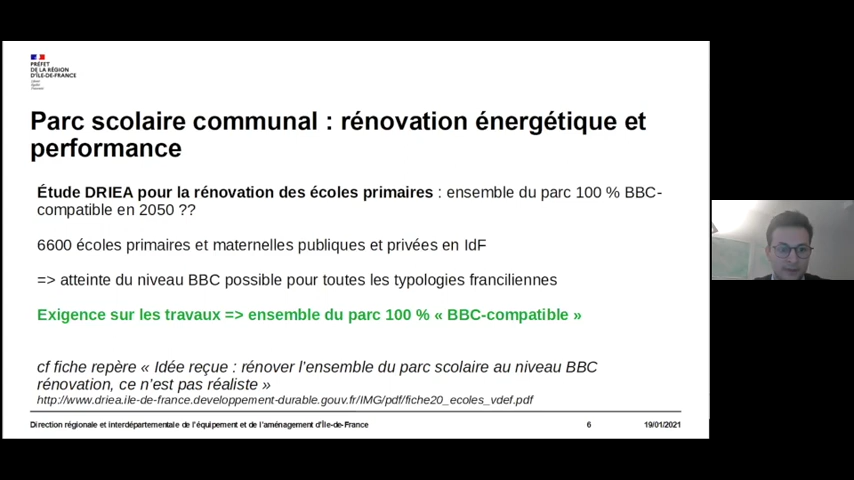 PRÉFET
DE LA RÉGION
D'ÎLE-DE-FRANCE
Parc scolaire communal : rénovation énergétique et
performance
Étude DRIEA pour la rénovation des écoles primaires : ensemble du parc 100 % BBC-
compatible en 2050 ??
6600 écoles primaires et maternelles publiques et privées en IdF
=> atteinte du niveau BBC possible pour toutes les typologies franciliennes
Exigence sur les travaux => ensemble du parc 100 % « BBC-compatible »
cf fiche repère « Idée reçue : rénover l'ensemble du parc scolaire au niveau BBC
rénovation, ce n'est pas réaliste »
http://www.driea.ile-de-france.developpement-durable.gouv.fr/IMG/pdf/fiche20_ecoles_vdef.pdf
Direction régionale et interdépartementale de l'équipement et de l'aménagement d'Île-de-France
6
19/01/2021